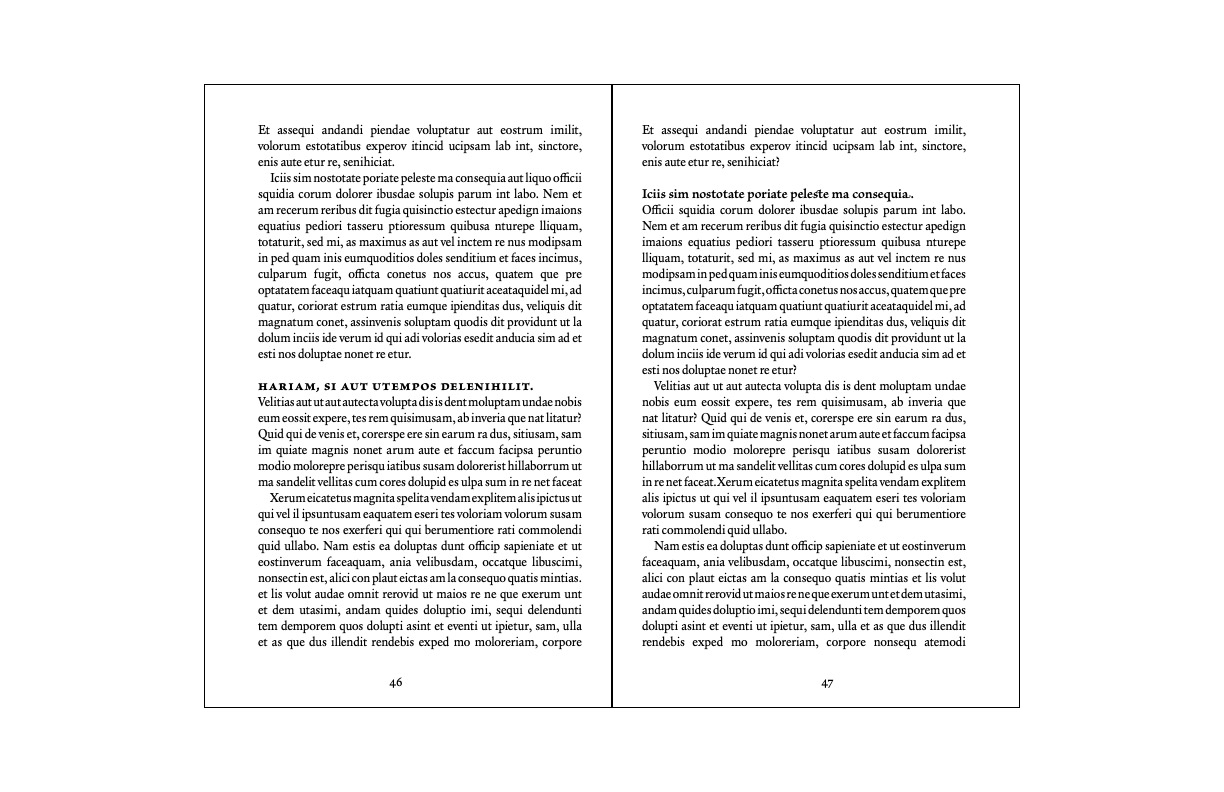 Et assequi andandi piendae voluptatur aut eostrum imilit,
volorum estotatibus experov itincid ucipsam lab int, sinctore,
enis aute etur re, senihiciat.
Iciis sim nostotate poriate peleste ma consequia aut liquo officii
squidia corum dolorer ibusdae solupis parum int labo. Nem et
am recerum reribus dit fugia quisinctio estectur apedign imaions
equatius pediori tasseru ptioressum quibusa nturepe lliquam,
totaturit, sed mi, as maximus as aut vel inctem re nus modipsam
in ped quam inis eumquoditios doles senditium et faces incimus,
culparum fugit, officta conetus nos accus, quatem que pre
optatatem faceaqu iatquam quatiunt quatiurit aceataquidel mi, ad
quatur, coriorat estrum ratia eumque ipienditas dus, veliquis dit
magnatum conet, assinvenis soluptam quodis dit providunt ut la
dolum inciis ide verum id qui adi volorias esedit anducia sim ad et
esti nos doluptae nonet re etur.
HARIAM, SI AUT UTEMPOS DELENIHILIT.
Velitias aut ut aut autecta volupta dis is dent moluptam undae nobis
eum eossit expere, tes rem quisimusam, ab inveria que nat litatur?
Quid qui de venis et, corerspe ere sin earum ra dus, sitiusam, sam
im quiate magnis nonet arum aute et faccum facipsa peruntio
modio molorepre perisqu iatibus susam dolorerist hillaborrum ut
ma sandelit vellitas cum cores dolupid es ulpa sum in re net faceat
Xerum eicatetus magnita spelita vendam explitem alis ipictus ut
qui vel il ipsuntusam eaquatem eseri tes voloriam volorum susam
consequo te nos exerferi qui qui berumentiore rati commolendi
quid ullabo. Nam estis ea doluptas dunt officip sapieniate et ut
eostinverum faceaquam, ania velibusdam, occatque libuscimi,
nonsectin est, alici con plaut eictas am la consequo quatis mintias.
et lis volut audae omnit rerovid ut maios re ne que exerum unt
et dem utasimi, andam quides doluptio imi, sequi delendunti
tem demporem quos dolupti asint et eventi ut ipietur, sam, ulla
et as que dus illendit rendebis exped mo moloreriam, corpore
46
Et assequi andandi piendae voluptatur aut eostrum imilit,
volorum estotatibus experov itincid ucipsam lab int, sinctore,
enis aute etur re, senihiciat?
Iciis sim nostotate poriate peleste ma consequia..
Officii squidia corum dolorer ibusdae solupis parum int labo.
Nem et am recerum reribus dit fugia quisinctio estectur apedign
imaions equatius pediori tasseru ptioressum quibusa nturepe
lliquam, totaturit, sed mi, as maximus as aut vel inctem re nus
modipsam in ped quam inis eumquoditios doles senditium et faces
incimus, culparum fugit, officta conetus nos accus, quatem que pre
optatatem faceaqu iatquam quatiunt quatiurit aceataquidel mi, ad
quatur, coriorat estrum ratia eumque ipienditas dus, veliquis dit
magnatum conet, assinvenis soluptam quodis dit providunt ut la
dolum inciis ide verum id qui adi volorias esedit anducia sim ad et
esti nos doluptae nonet re etur?
Velitias aut ut aut autecta volupta dis is dent moluptam undae
nobis eum eossit expere, tes rem quisimusam, ab inveria que
nat litatur? Quid qui de venis et, corerspe ere sin earum ra dus,
sitiusam, sam im quiate magnis nonet arum aute et faccum facipsa
peruntio modio molorepre perisqu iatibus susam dolorerist
hillaborrum ut ma sandelit vellitas cum cores dolupid es ulpa sum
in re net faceat.Xerum eicatetus magnita spelita vendam explitem
alis ipictus ut qui vel il ipsuntusam eaquatem eseri tes voloriam
volorum susam consequo te nos exerferi qui qui berumentiore
rati commolendi quid ullabo.
Nam estis ea doluptas dunt officip sapieniate et ut eostinverum
faceaquam, ania velibusdam, occatque libuscimi, nonsectin est,
alici con plaut eictas am la consequo quatis mintias et lis volut
audae omnit rerovid ut maios re ne que exerum unt et dem utasimi,
andam quides doluptio imi, sequi delendunti tem demporem quos
dolupti asint et eventi ut ipietur, sam, ulla et as que dus illendit
rendebis exped mo moloreriam, corpore nonsequ atemodi
47